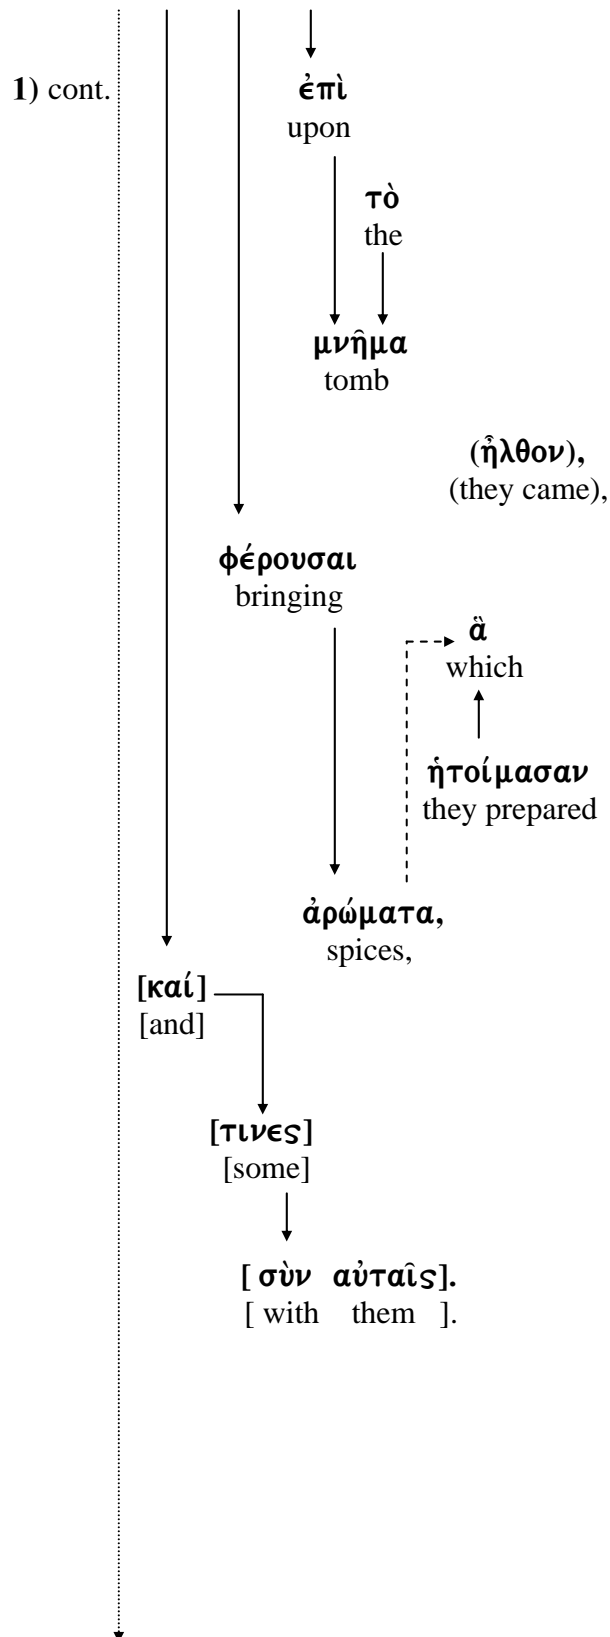 1) cont. ἐπὶ
upon
τὸ
the
μνῆμα
tomb
(ἦλθον),
(they came),
φέρουσαι
bringing
ἃ
which
ἡτοίμασαν
they prepared
ἀρώματα,
spices,
[καί]
[and]
[τινες]
[some]
[ σὺν αὐταῖς].
[ with them ].